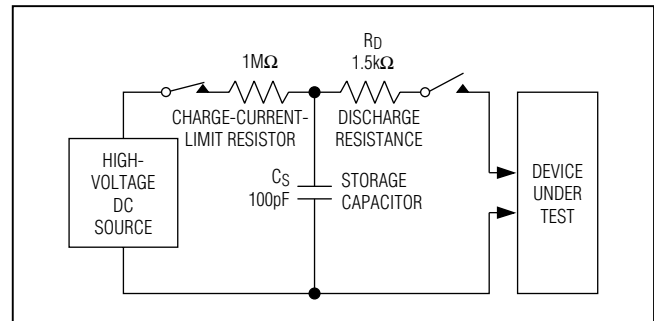 1MΩ
CHARGE-CURRENT-
LIMIT RESISTOR
RD
1.5kΩ
DISCHARGE
RESISTANCE
HIGH-
VOLTAGE
DC
SOURCE
CS
100pF
STORAGE
CAPACITOR
DEVICE
UNDER
TEST